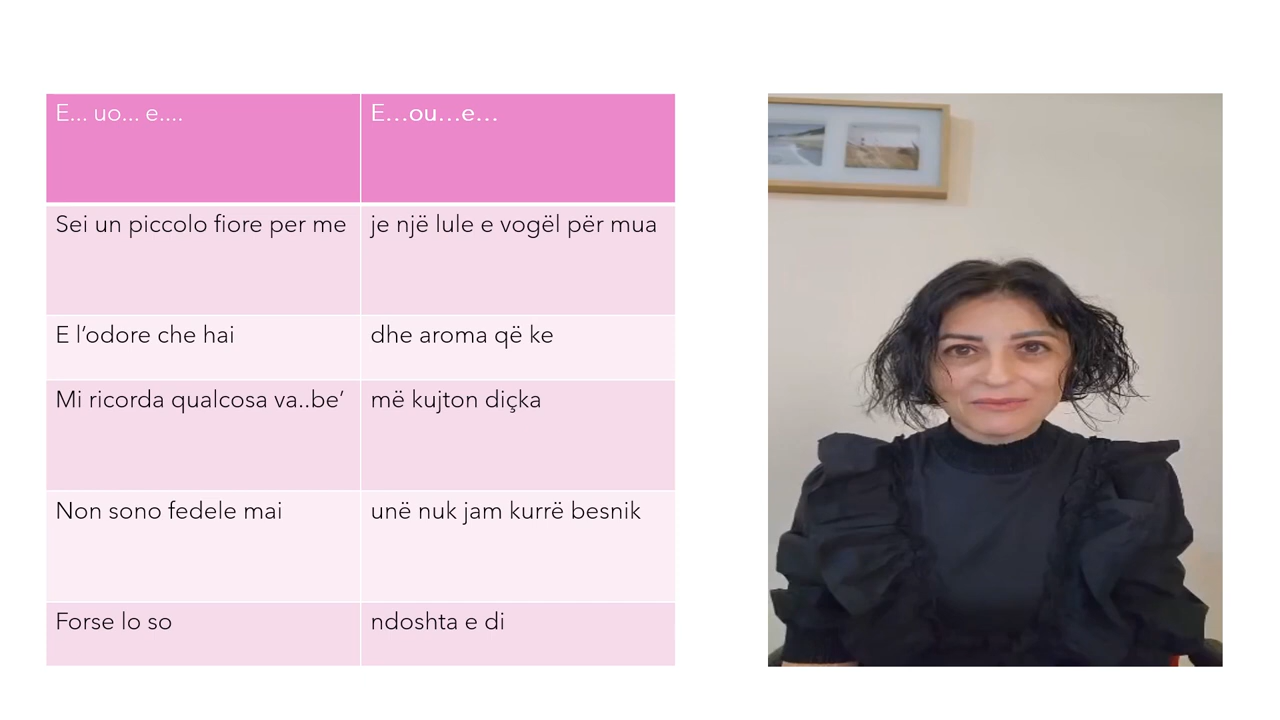 E... uo... e....
E...ou...e...
Sei un piccolo fiore per me
je një lule e vogël për mua
E l’odore che hai
dhe aroma që ke
Mi ricorda qualcosa va..be’
më kujton diçka
Non sono fedele mai
unë nuk jam kurrë besnik
Forse lo so
ndoshta e di